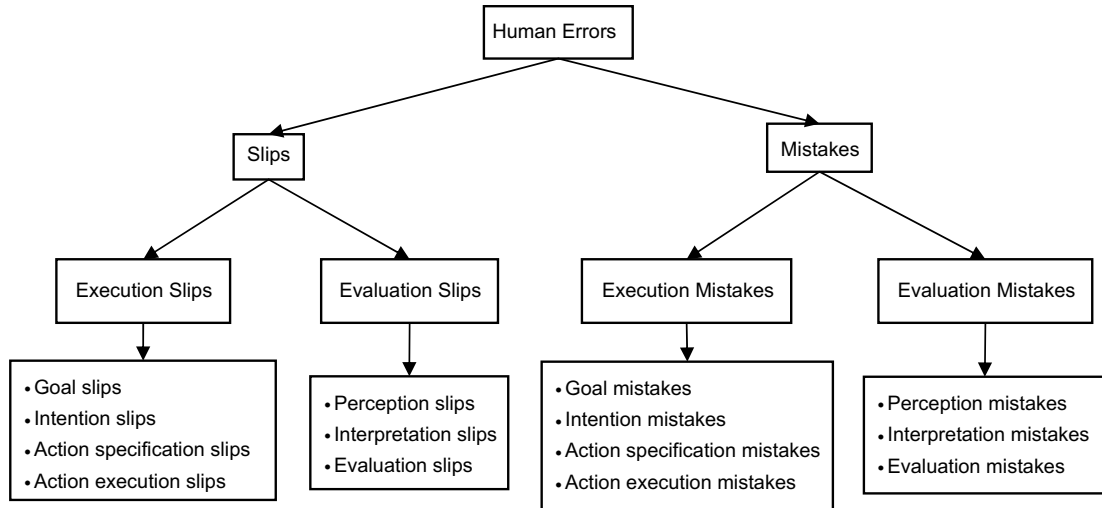 Human Errors
Slips
Mistakes
Execution Slips
Evaluation Slips
Execution Mistakes
Evaluation Mistakes
•Goal slips
•Intention slips
•Action specification slips
•Action execution slips
•Perception slips
•Interpretation slips
•Evaluation slips
•Goal mistakes
•Intention mistakes
•Action specification mistakes
•Action execution mistakes
•Perception mistakes
•Interpretation mistakes
•Evaluation mistakes